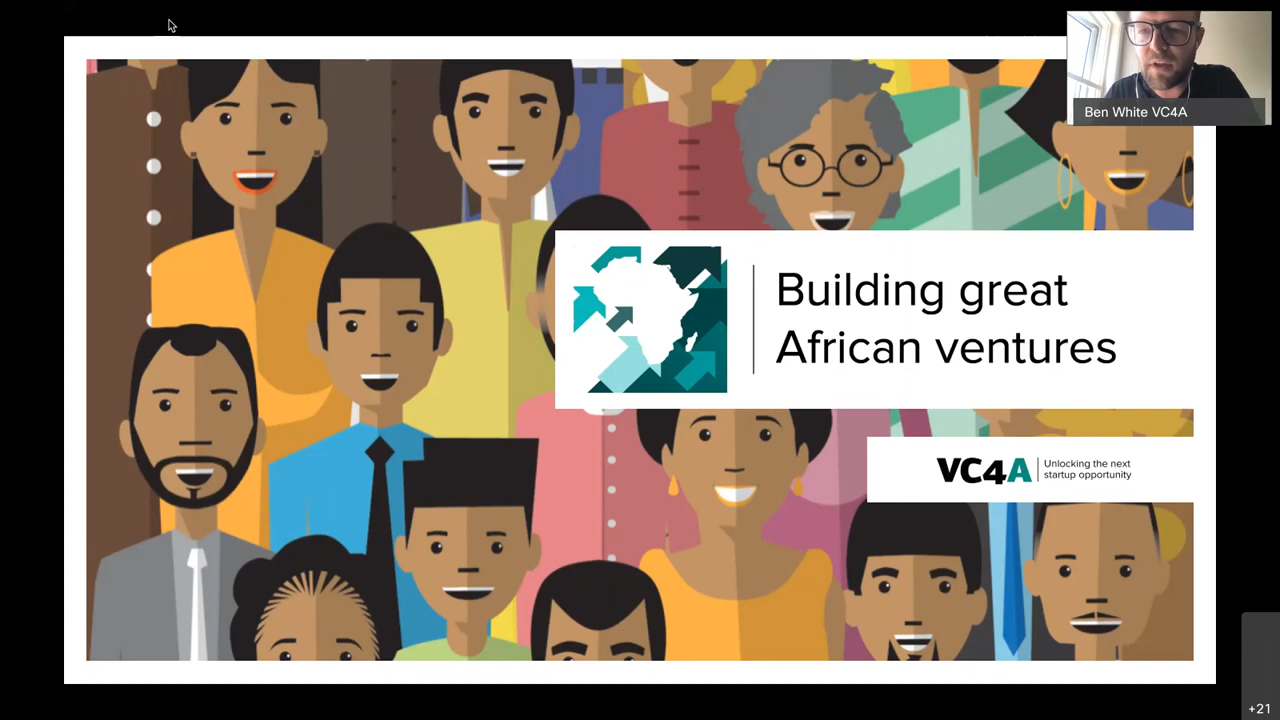 Ben White VC4A
Building great
African ventures
VC4A
Unlocking the next
startup opportunity
+21